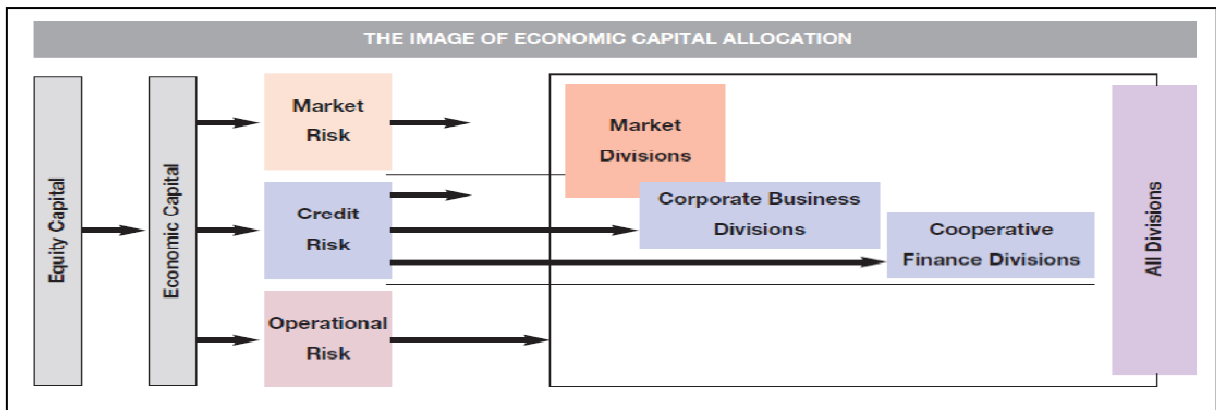 THE IMAGE OF ECONOMIC CAPITAL ALLOCATION
Equity Capital
Economic Capital
Market
Risk
Credit
Risk
Operational
Risk
Market
Divisions
Corporate Business
Divisions
Cooperative
Finance Divisions
All Divisions